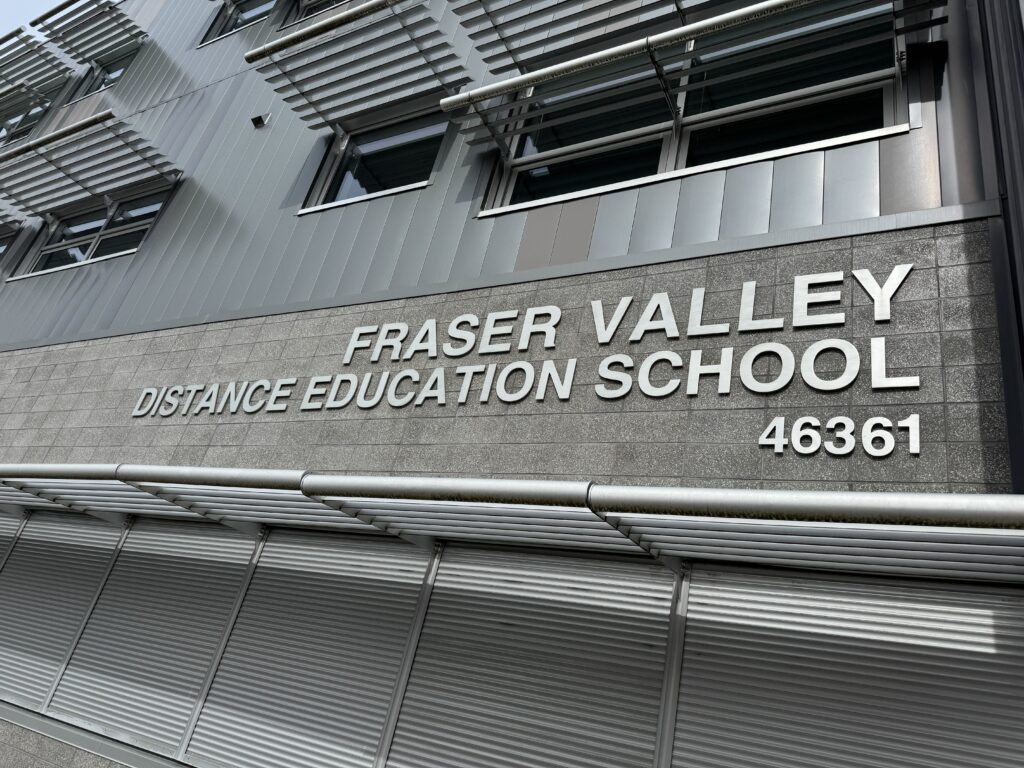 FRASER VALLEY
DISTANCE EDUCATION SCHOOL
46361